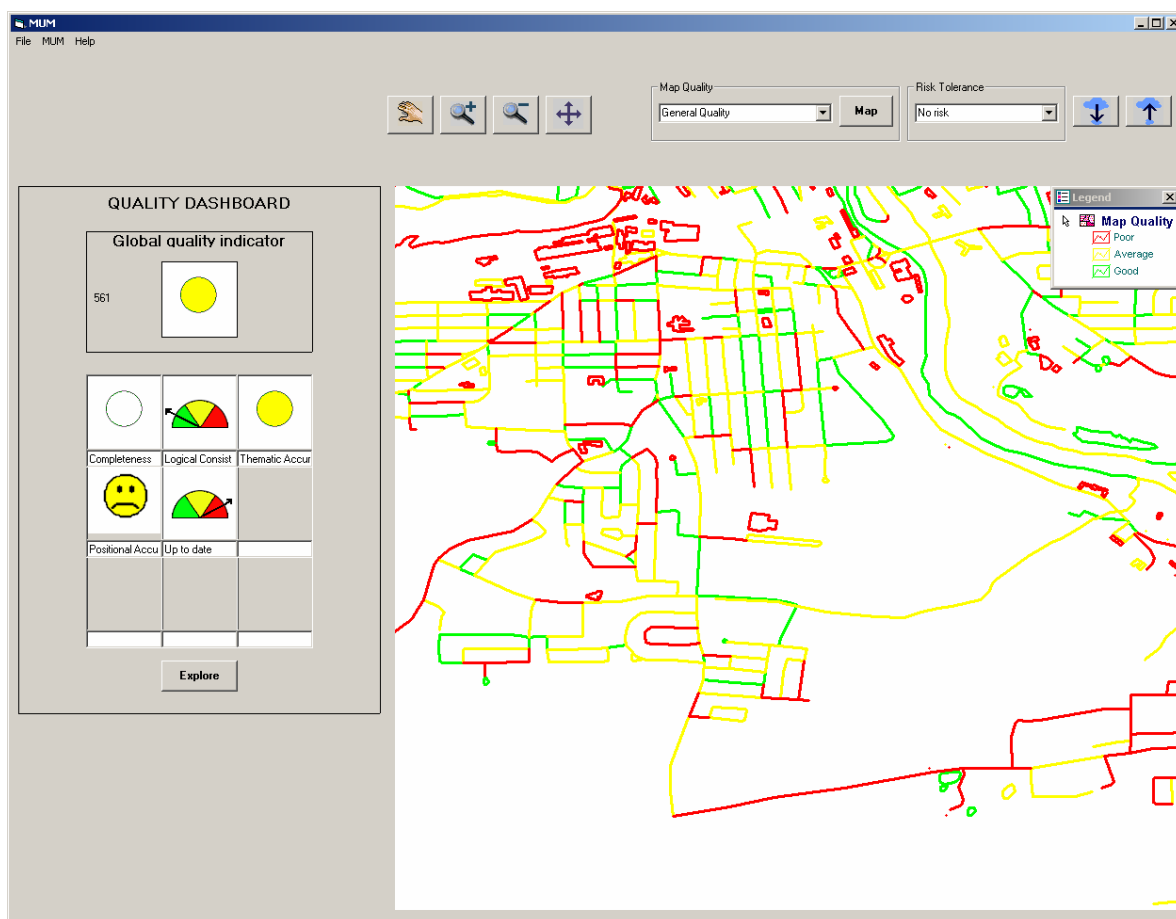 MUM
File MUM Help
Map Quality
General Quality
Map
Risk Tolerance
No risk
QUALITY DASHBOARD
Global quality indicator
561
Completeness Logical Consist Thematic Accur
Positional Accu Up to date
Explore
Legend
Map Quality
Poor
Average
Good